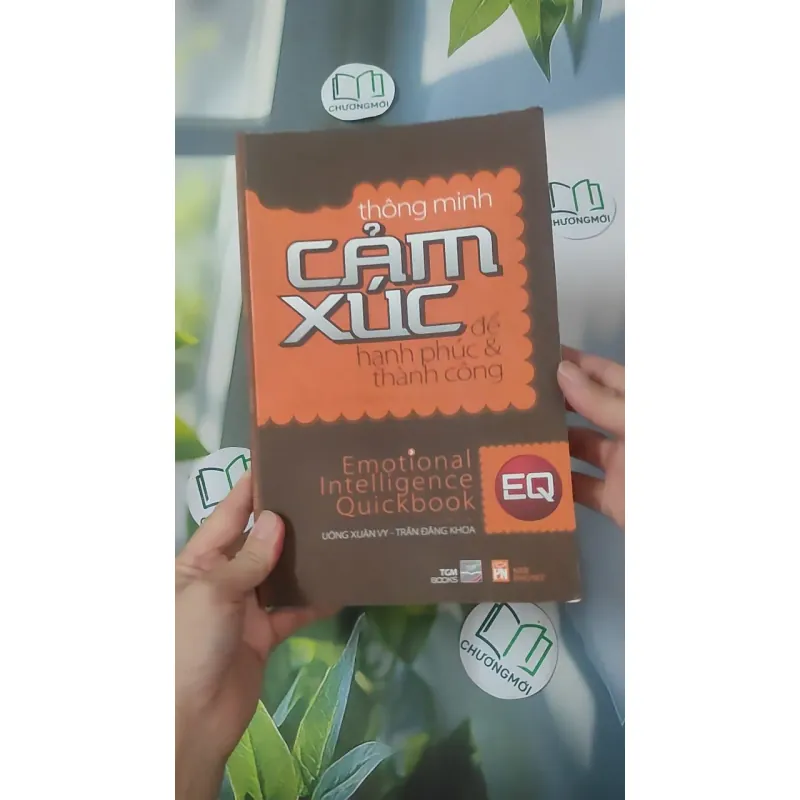 CHƯƠNGMỚI
thông minh
CẢM
XÚC
để
hạnh phúc &
thành công
CHƯƠNGMỚI
Emotional
Intelligence
Quickbook
EQ
UÔNG XUÂN VY - TRẦN ĐĂNG KHOA
TGM
BOOKS
PN
CHƯƠNGMỚI